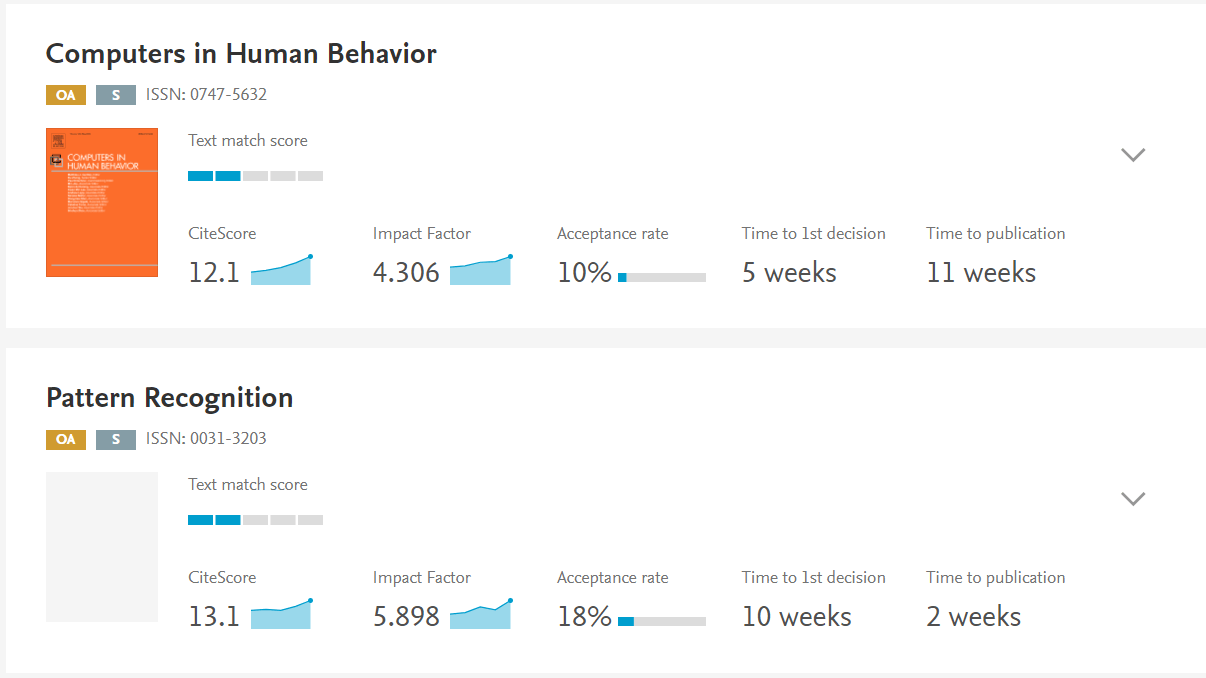 Computers in Human Behavior
OA S ISSN: 0747-5632
COMPUTERS IN
HUMAN BEHAVIOR
Text match score
CiteScore Impact Factor Acceptance rate Time to 1st decision Time to publication
12.1 4.306 10% 5 weeks 11 weeks
Pattern Recognition
OA S ISSN: 0031-3203
Text match score
CiteScore Impact Factor Acceptance rate Time to 1st decision Time to publication
13.1 5.898 18% 10 weeks 2 weeks